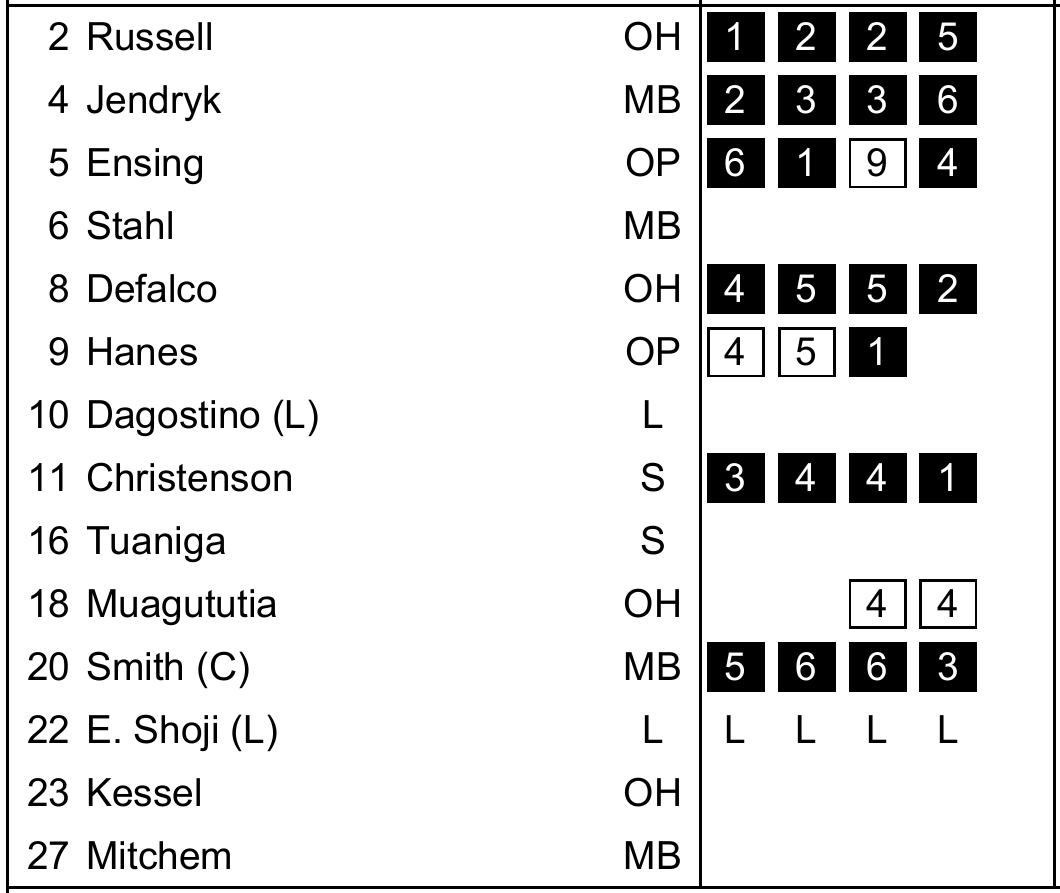 2 Russell OH 1 2 2 5
4 Jendryk MB 2 3 3 6
5 Ensing OP 6 1 9 4
6 Stahl MB
8 Defalco OH 4 5 5 2
9 Hanes OP 4 5 1
10 Dagostino (L) L
11 Christenson S 3 4 4 1
16 Tuaniga S
18 Muagututia OH 4 4
20 Smith (C) MB 5 6 6 3
22 E. Shoji (L) L L L L L
23 Kessel OH
27 Mitchem MB